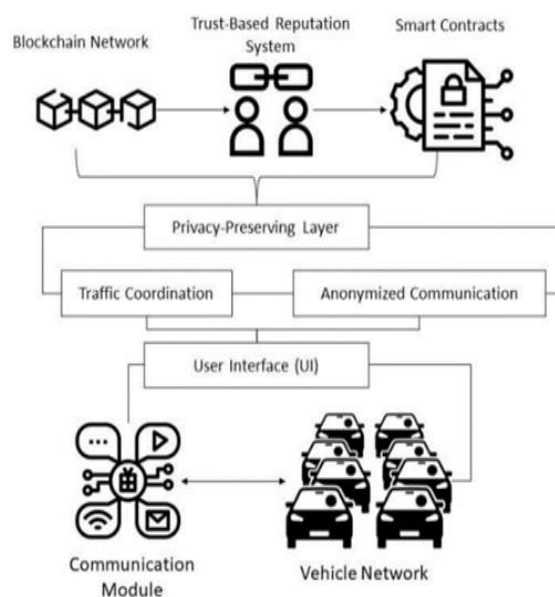 Blockchain Network
Trust-Based Reputation
System
Smart Contracts
Privacy-Preserving Layer
Traffic Coordination
Anonymized Communication
User Interface (UI)
Communication
Module
Vehicle Network